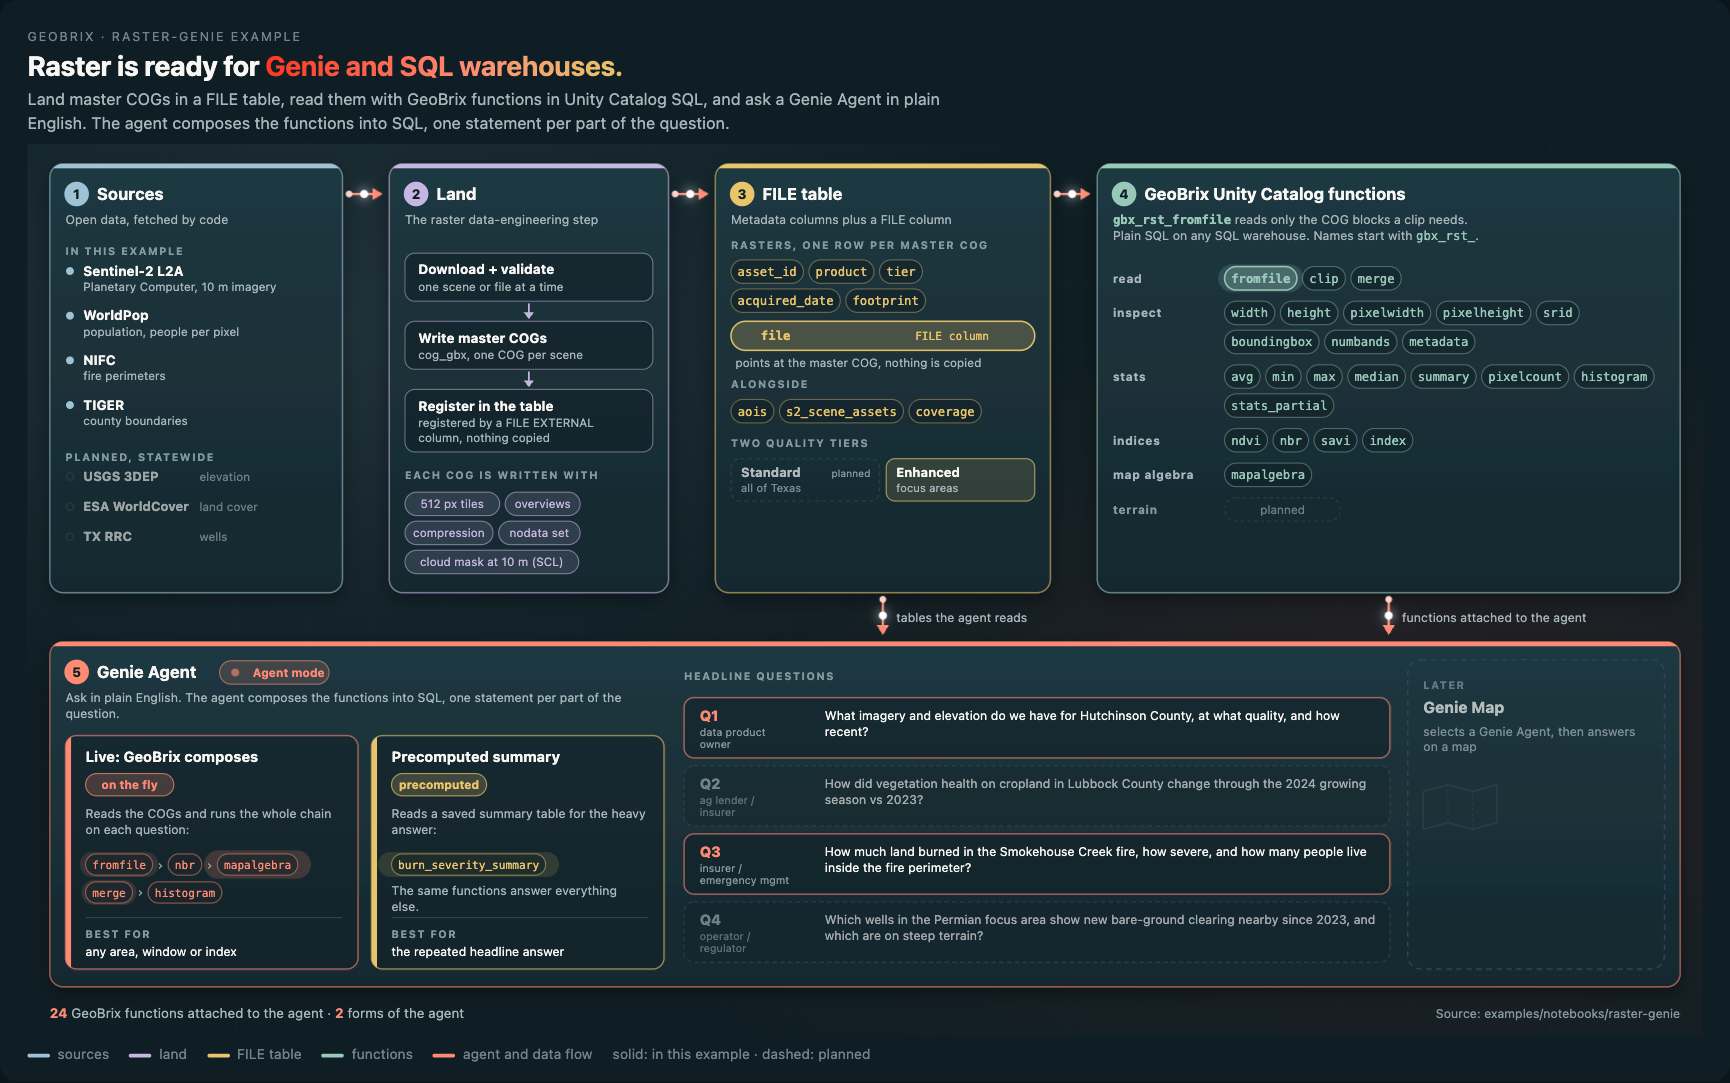 GEOBRIX · RASTER-GENIE EXAMPLE
Raster is ready for Genie and SQL warehouses.
Land master COGs in a FILE table, read them with GeoBrix functions in Unity Catalog SQL, and ask a Genie Agent in plain
English. The agent composes the functions into SQL, one statement per part of the question.
1 Sources
Open data, fetched by code
IN THIS EXAMPLE
Sentinel-2 L2A
Planetary Computer, 10 m imagery
WorldPop
population, people per pixel
NIFC
fire perimeters
TIGER
county boundaries
PLANNED, STATEWIDE
USGS 3DEP elevation
ESA WorldCover land cover
TX RRC wells
2 Land
The raster data-engineering step
Download + validate
one scene or file at a time
Write master COGs
cog_gbx, one COG per scene
Register in the table
registered by a FILE EXTERNAL
column, nothing copied
EACH COG IS WRITTEN WITH
512 px tiles overviews
compression nodata set
cloud mask at 10 m (SCL)
3 FILE table
Metadata columns plus a FILE column
RASTERS, ONE ROW PER MASTER COG
asset_id product tier
acquired_date footprint
file FILE column
points at the master COG, nothing is copied
ALONGSIDE
aois s2_scene_assets coverage
TWO QUALITY TIERS
Standard planned
all of Texas
Enhanced
focus areas
4 GeoBrix Unity Catalog functions
gbx_rst_fromfile reads only the COG blocks a clip needs.
Plain SQL on any SQL warehouse. Names start with gbx_rst_.
read fromfile clip merge
inspect width height pixelwidth pixelheight srid
boundingbox numbands metadata
stats avg min max median summary pixelcount histogram
stats_partial
indices ndvi nbr savi index
map algebra mapalgebra
terrain planned
tables the agent reads
functions attached to the agent
5 Genie Agent Agent mode
Ask in plain English. The agent composes the functions into SQL, one statement per part of the
question.
Live: GeoBrix composes
on the fly
Reads the COGs and runs the whole chain
on each question:
fromfile › nbr › mapalgebra
merge › histogram
BEST FOR
any area, window or index
Precomputed summary
precomputed
Reads a saved summary table for the heavy
answer:
burn_severity_summary
The same functions answer everything
else.
BEST FOR
the repeated headline answer
HEADLINE QUESTIONS
Q1
data product
owner
What imagery and elevation do we have for Hutchinson County, at what quality, and how
recent?
Q2
ag lender /
insurer
How did vegetation health on cropland in Lubbock County change through the 2024 growing
season vs 2023?
Q3
insurer /
emergency mgmt
How much land burned in the Smokehouse Creek fire, how severe, and how many people live
inside the fire perimeter?
Q4
operator /
regulator
Which wells in the Permian focus area show new bare-ground clearing nearby since 2023, and
which are on steep terrain?
LATER
Genie Map
selects a Genie Agent, then answers
on a map
24 GeoBrix functions attached to the agent · 2 forms of the agent
Source: examples/notebooks/raster-genie
sources land FILE table functions agent and data flow solid: in this example · dashed: planned